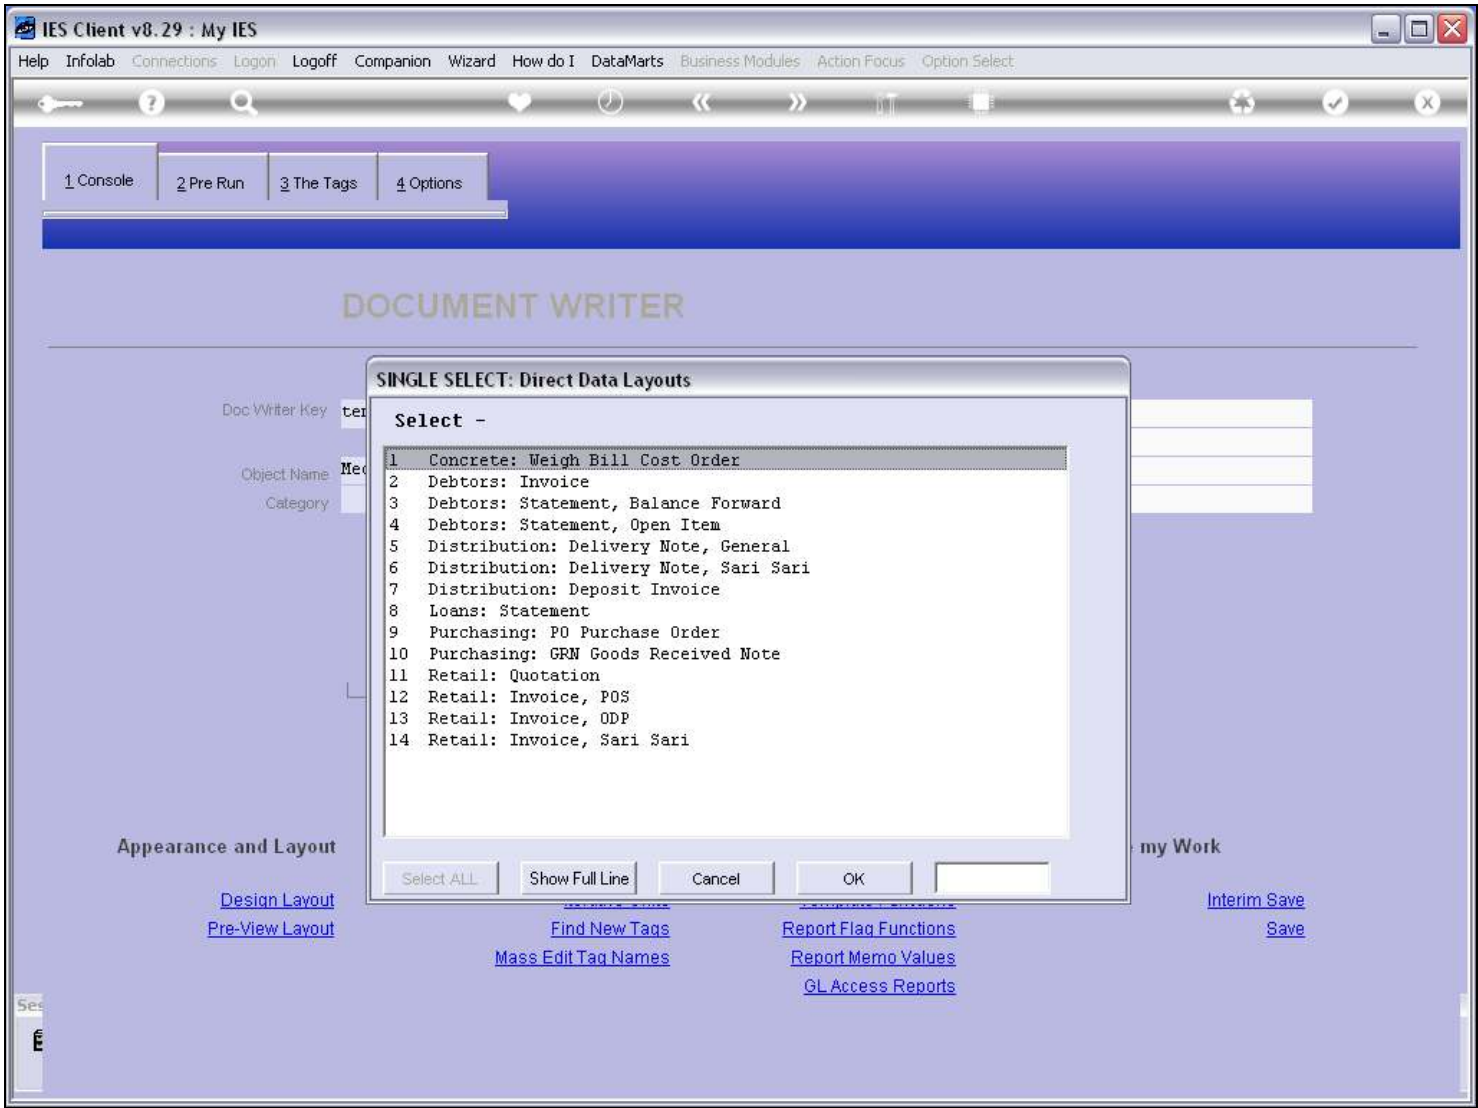 IES Client v8.29 : My IES
Help Infolab Connections Logon Logoff Companion Wizard How do I DataMarts Business Modules Action Focus Option Select
1 Console 2 Pre Run 3 The Tags 4 Options
DOCUMENT WRITER
SINGLE SELECT: Direct Data Layouts
Select -
Doc Writer Key
Object Name
Category
1 Concrete: Weigh Bill Cost Order
2 Debtors: Invoice
3 Debtors: Statement, Balance Forward
4 Debtors: Statement, Open Item
5 Distribution: Delivery Note, General
6 Distribution: Delivery Note, Sari Sari
7 Distribution: Deposit Invoice
8 Loans: Statement
9 Purchasing: PO Purchase Order
10 Purchasing: GRN Goods Received Note
11 Retail: Quotation
12 Retail: Invoice, POS
13 Retail: Invoice, ODP
14 Retail: Invoice, Sari Sari
Select ALL Show Full Line Cancel OK
Appearance and Layout my Work
Design Layout Interim Save
Pre-View Layout Find New Tags Report Flag Functions Save
Mass Edit Tag Names Report Memo Values
GL Access Reports